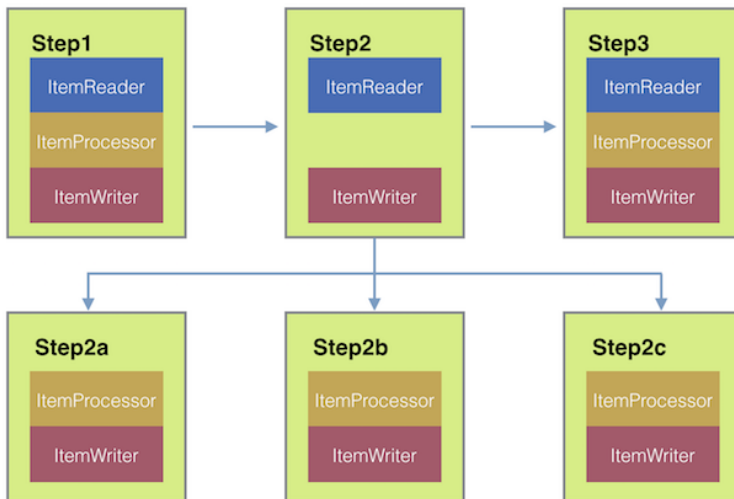 Step1
ItemReader
ItemProcessor
ItemWriter
Step2
ItemReader
ItemWriter
Step3
ItemReader
ItemProcessor
ItemWriter
Step2a
ItemProcessor
ItemWriter
Step2b
ItemProcessor
ItemWriter
Step2c
ItemProcessor
ItemWriter